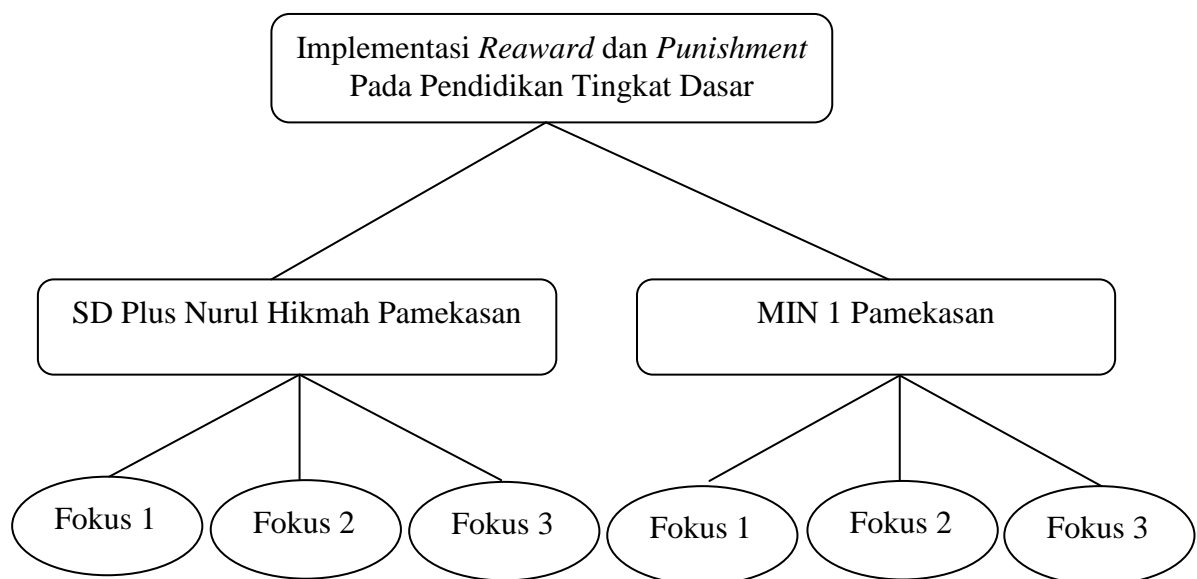 Implementasi Reaward dan Punishment
Pada Pendidikan Tingkat Dasar
SD Plus Nurul Hikmah Pamekasan
MIN 1 Pamekasan
Fokus 1
Fokus 2
Fokus 3
Fokus 1
Fokus 2
Fokus 3